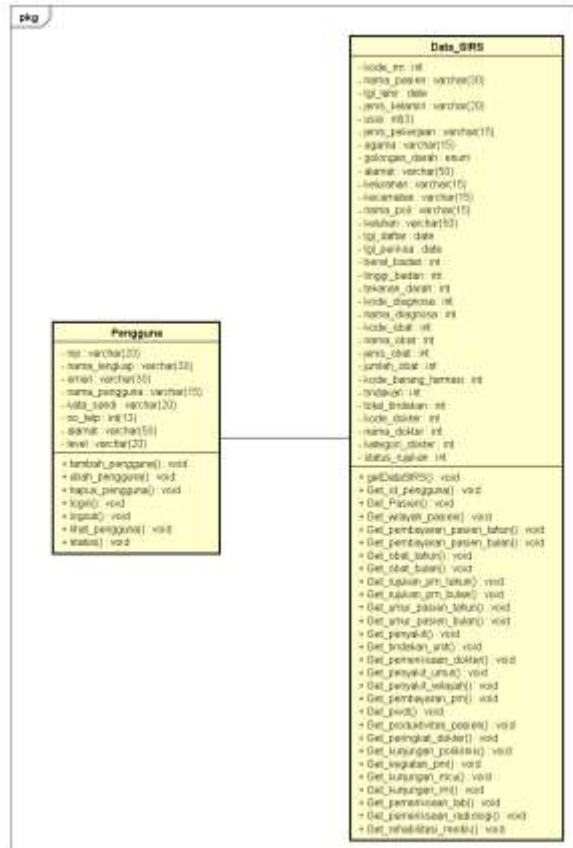 pkg
Pengguna
- nip : varchar(20)
- nama_lengkap : varchar(30)
- email : varchar(30)
- nama_pengguna : varchar(15)
- kata_sandi : varchar(20)
- no_telp : int(13)
- alamat : varchar(50)
- level : varchar(20)
+ tambah_pengguna() : void
+ ubah_pengguna() : void
+ hapus_pengguna() : void
+ login() : void
+ logout() : void
+ lihat_pengguna() : void
+ status() : void
Data_SIRS
- kode_rm : int
- nama_pasien : varchar(30)
- tgl_lahir : date
- jenis_kelamin : varchar(20)
- usia : int(3)
- jenis_pekerjaan : varchar(15)
- agama : varchar(15)
- golongan_darah : enum
- alamat : varchar(50)
- kelurahan : varchar(15)
- kecamatan : varchar(15)
- nama_poli : varchar(15)
- keluhan : varchar(50)
- tgl_daftar : date
- tgl_periksa : date
- berat_badan : int
- tinggi_badan : int
- tekanan_darah : int
- kode_diagnosa : int
- nama_diagnosa : int
- kode_obat : int
- nama_obat : int
- jenis_obat : int
- jumlah_obat : int
- kode_barang_farmasi : int
- tindakan : int
- total_tindakan : int
- kode_dokter : int
- nama_dokter : int
- kategori_dokter : int
- status_rujukan : int
+ getDataSIRS() : void
+ Get_id_pengguna() : void
+ Get_Pasien() : void
+ Get_wilayah_pasien() : void
+ Get_pembayaran_pasien_tahun() : void
+ Get_pembayaran_pasien_bulan() : void
+ Get_obat_tahun() : void
+ Get_obat_bulan() : void
+ Get_rujukan_pm_tahun() : void
+ Get_rujukan_pm_bulan() : void
+ Get_umur_pasien_tahun() : void
+ Get_umur_pasien_bulan() : void
+ Get_penyakit() : void
+ Get_tindakan_unit() : void
+ Get_pemeriksaan_dokter() : void
+ Get_penyakit_umur() : void
+ Get_penyakit_wilayah() : void
+ Get_pembayaran_pm() : void
+ Get_produktivitas_pasien() : void
+ Get_peringkat_dokter() : void
+ Get_kunjungan_poliklinik() : void
+ Get_kegiatan_pm() : void
+ Get_kunjungan_mcu() : void
+ Get_kunjungan_rm() : void
+ Get_pemeriksaan_lab() : void
+ Get_pemeriksaan_radiologi() : void
+ Get_rehabilitasi_medik() : void